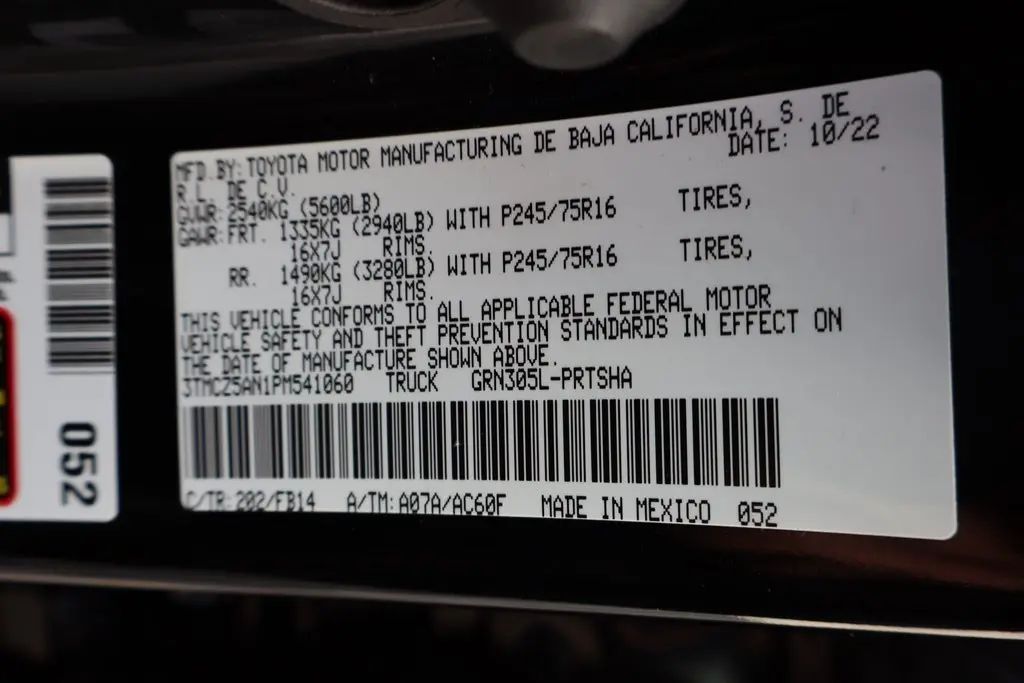 MFD.BY: TOYOTA MOTOR MANUFACTURING DE BAJA CALIFORNIA, S. DE
R.L. DE C.V. DATE: 10/22
GVWR: 2540KG (5600LB)
GAWR: FRT. 1335KG (2940LB) WITH P245/75R16 TIRES,
16X7J RIMS.
RR. 1490KG (3280LB) WITH P245/75R16 TIRES,
16X7J RIMS.
THIS VEHICLE CONFORMS TO ALL APPLICABLE FEDERAL MOTOR
VEHICLE SAFETY AND THEFT PREVENTION STANDARDS IN EFFECT ON
THE DATE OF MANUFACTURE SHOWN ABOVE.
3TMCZ5AN1PM541060 TRUCK GRN305L-PRTSHA
C/TR: 202/FB14 A/TM: A07A/AC60F MADE IN MEXICO 052
052